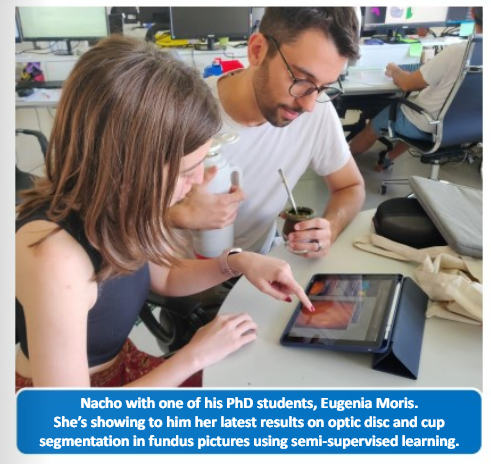 Nacho with one of his PhD students, Eugenia Moris.
She's showing to him her latest results on optic disc and cup
segmentation in fundus pictures using semi-supervised learning.